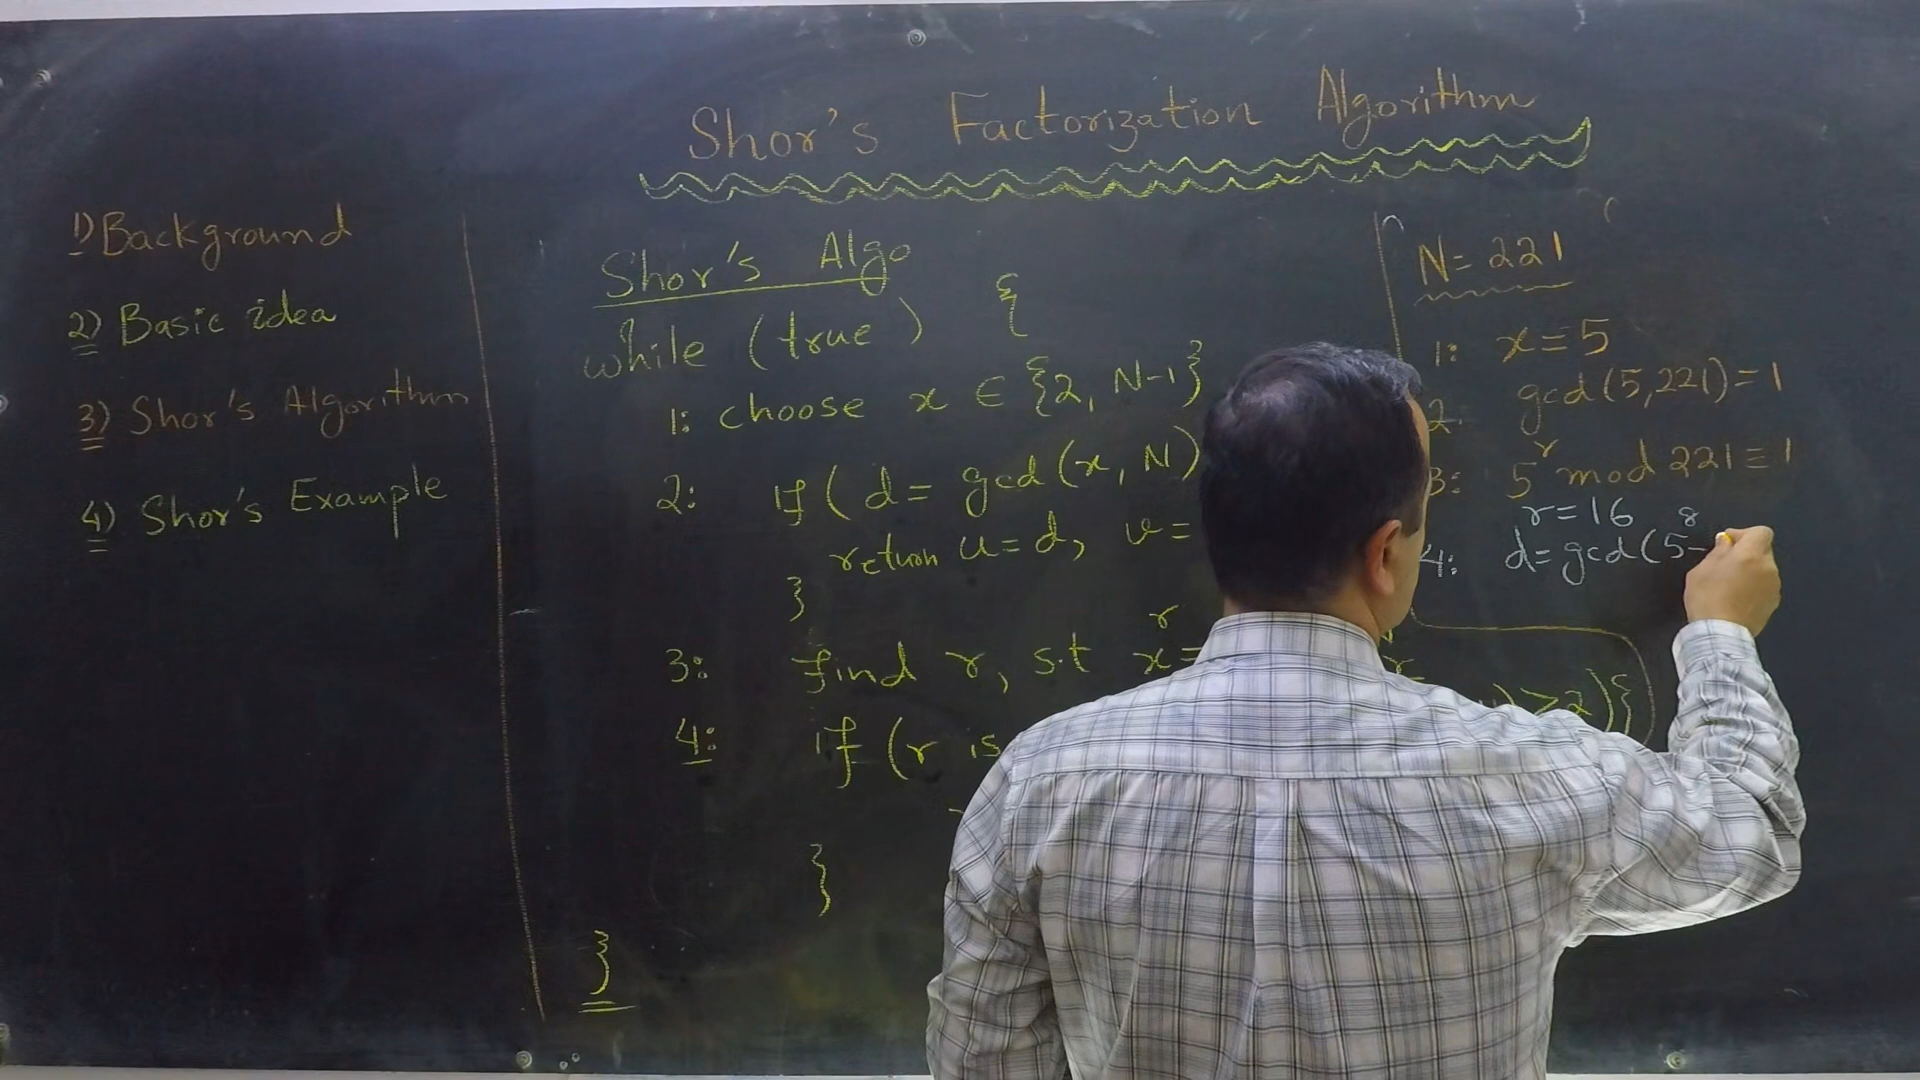 Shor's Factorization Algorithm
1) Background
2) Basic idea
3) Shor's Algorithm
4) Shor's Example
Shor's Algo
while (true) {
1: choose x ∈ {2, N-1}
2: if ( d = gcd (x, N)
return u = d, v =
}
3: find r, s.t x^r ≡
4: if (r is
) > 2) {
}
}
N = 221
1: x = 5
2. gcd (5, 221) = 1
3: 5^r mod 221 ≡ 1
r = 16
4: d = gcd (5^8 -